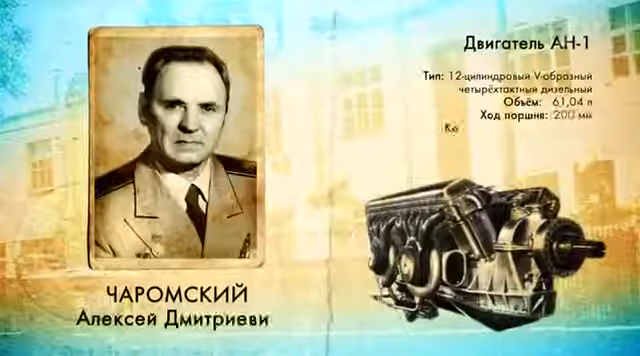 Двигатель АН-1
Тип: 12-цилиндровый V-образный
четырёхтактный дизельный
Объём: 61,04 л
Ход поршня: 200 мм
ЧАРОМСКИЙ
Алексей Дмитриеви